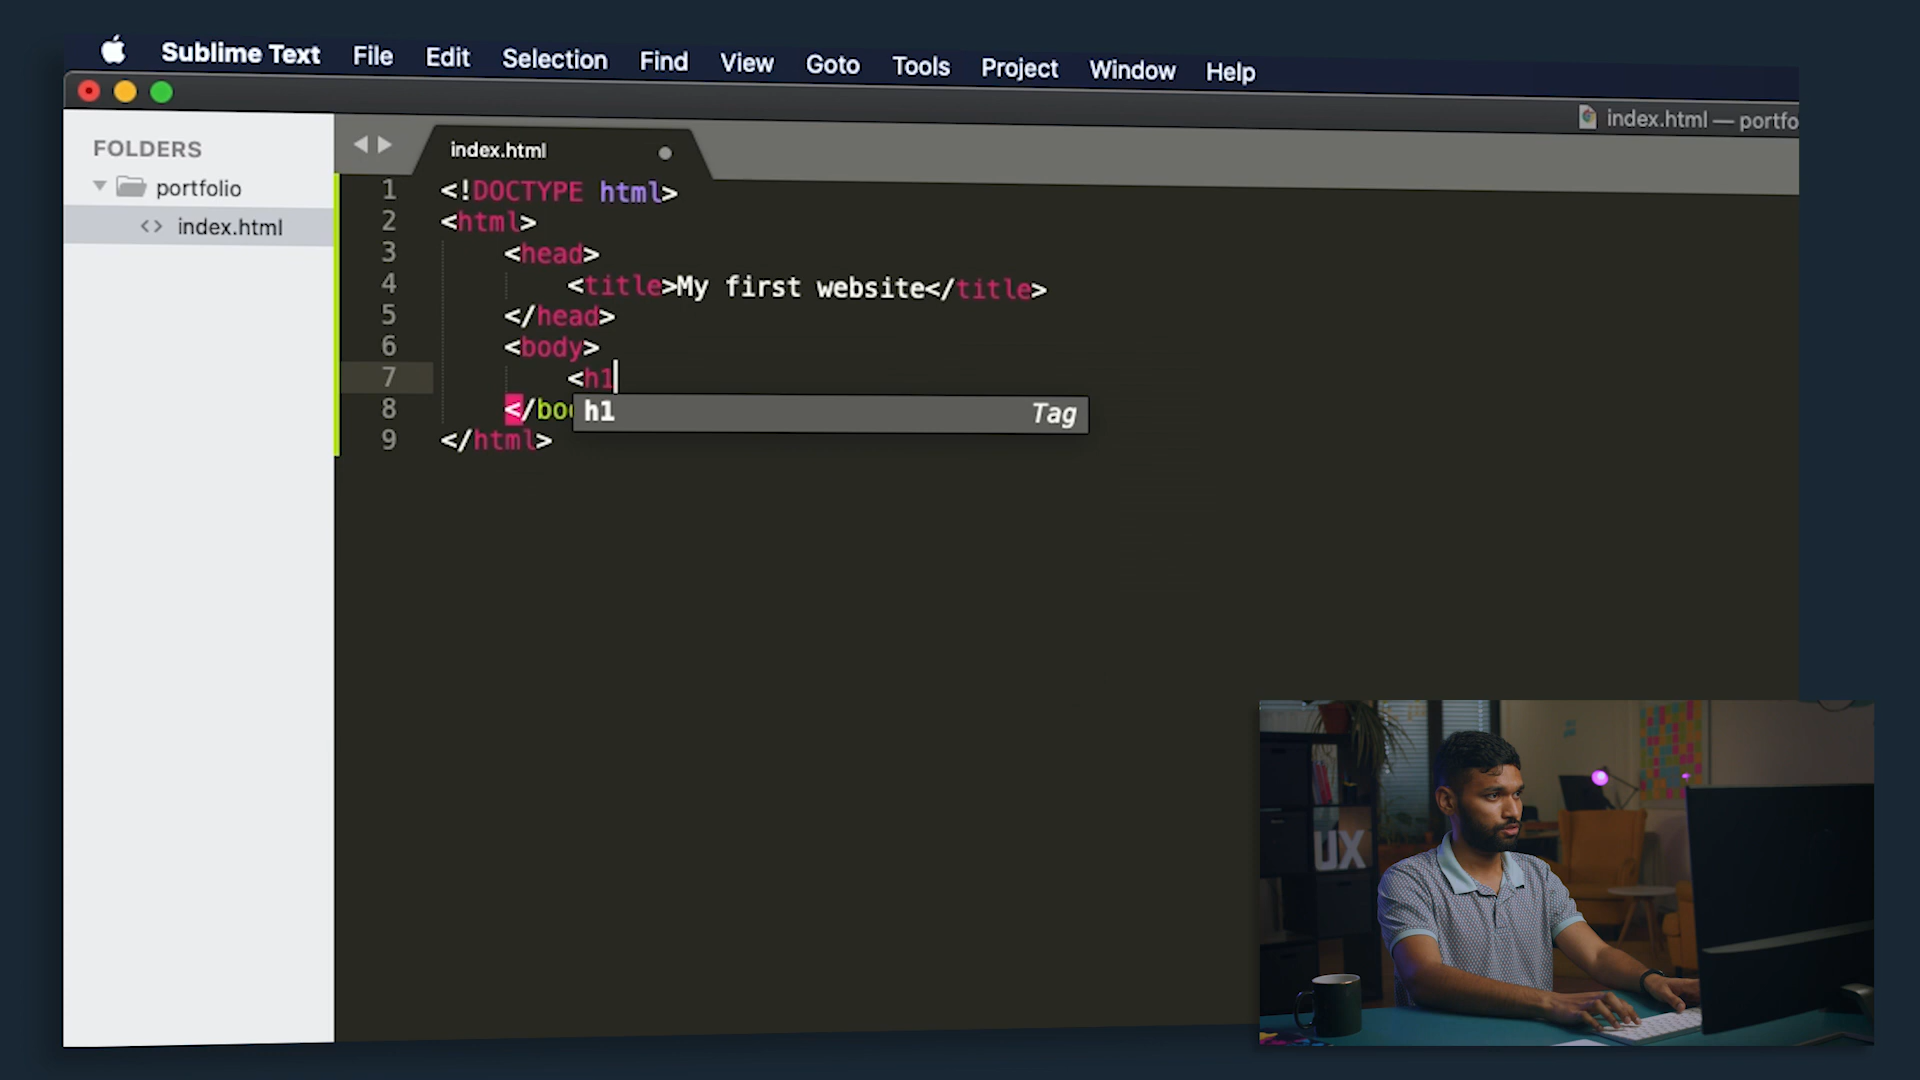 Sublime Text File Edit Selection Find View Goto Tools Project Window Help
index.html — portfo
FOLDERS
portfolio
index.html
index.html
1 <!DOCTYPE html>
2 <html>
3 <head>
4 <title>My first website</title>
5 </head>
6 <body>
7 <h1
8 </bod
h1 Tag
9 </html>
UX